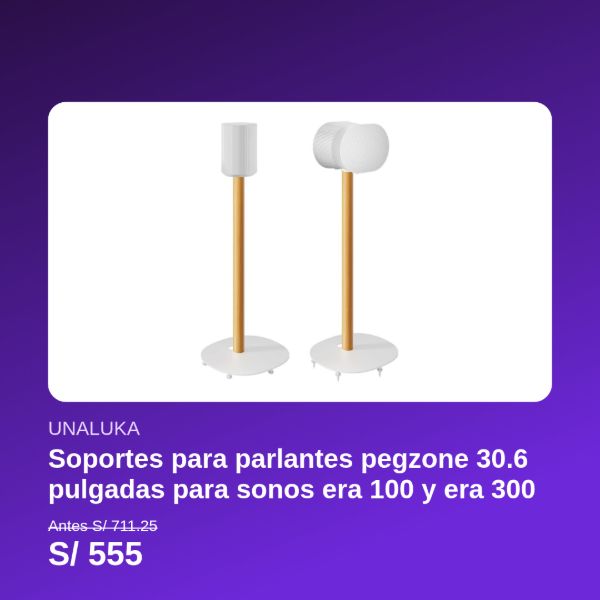 UNALUKA
Soportes para parlantes pegzone 30.6
pulgadas para sonos era 100 y era 300
Antes S/ 711.25
S/ 555